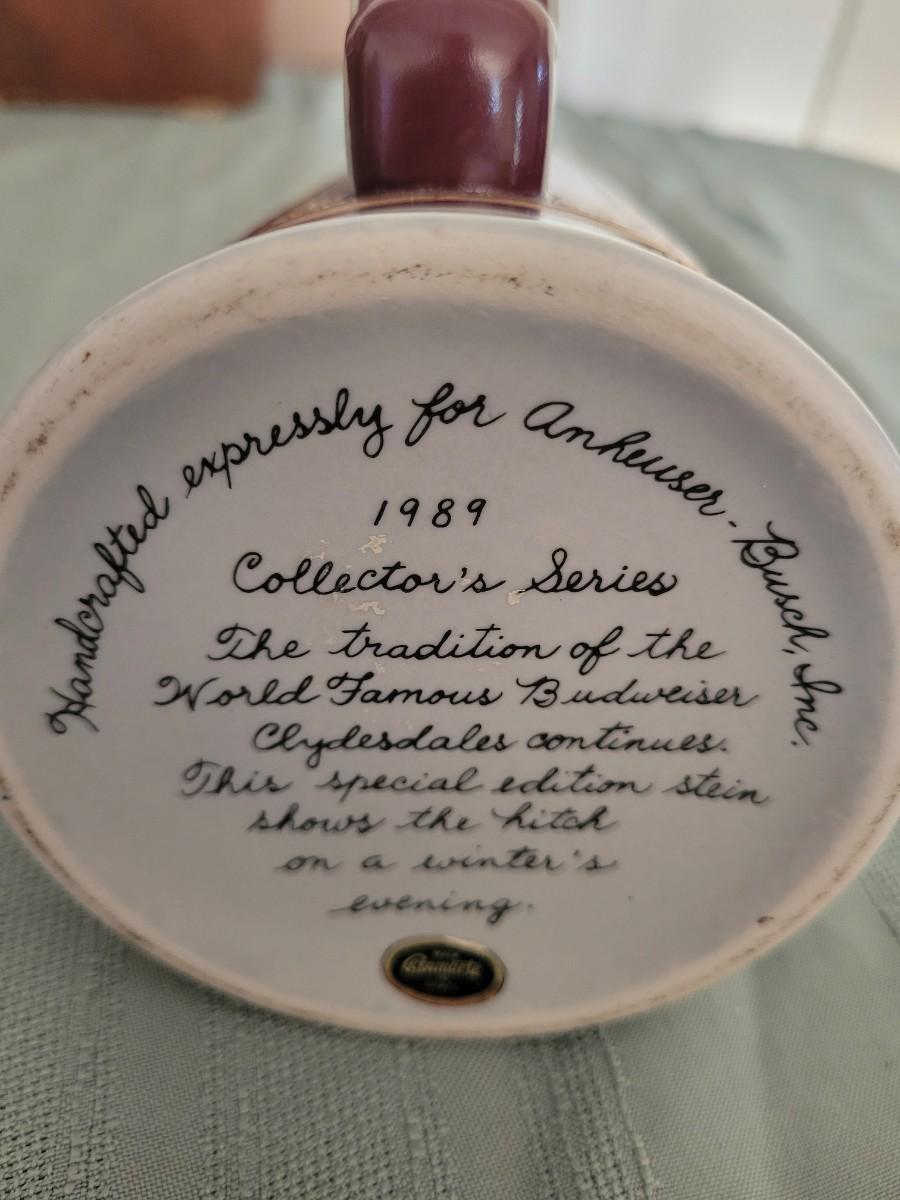 Handcrafted expressly for Anheuser-Busch, Inc.
1989
Collector's Series
The tradition of the
World Famous Budweiser
Clydesdales continues.
This special edition stein
shows the hitch
on a winter's
evening.